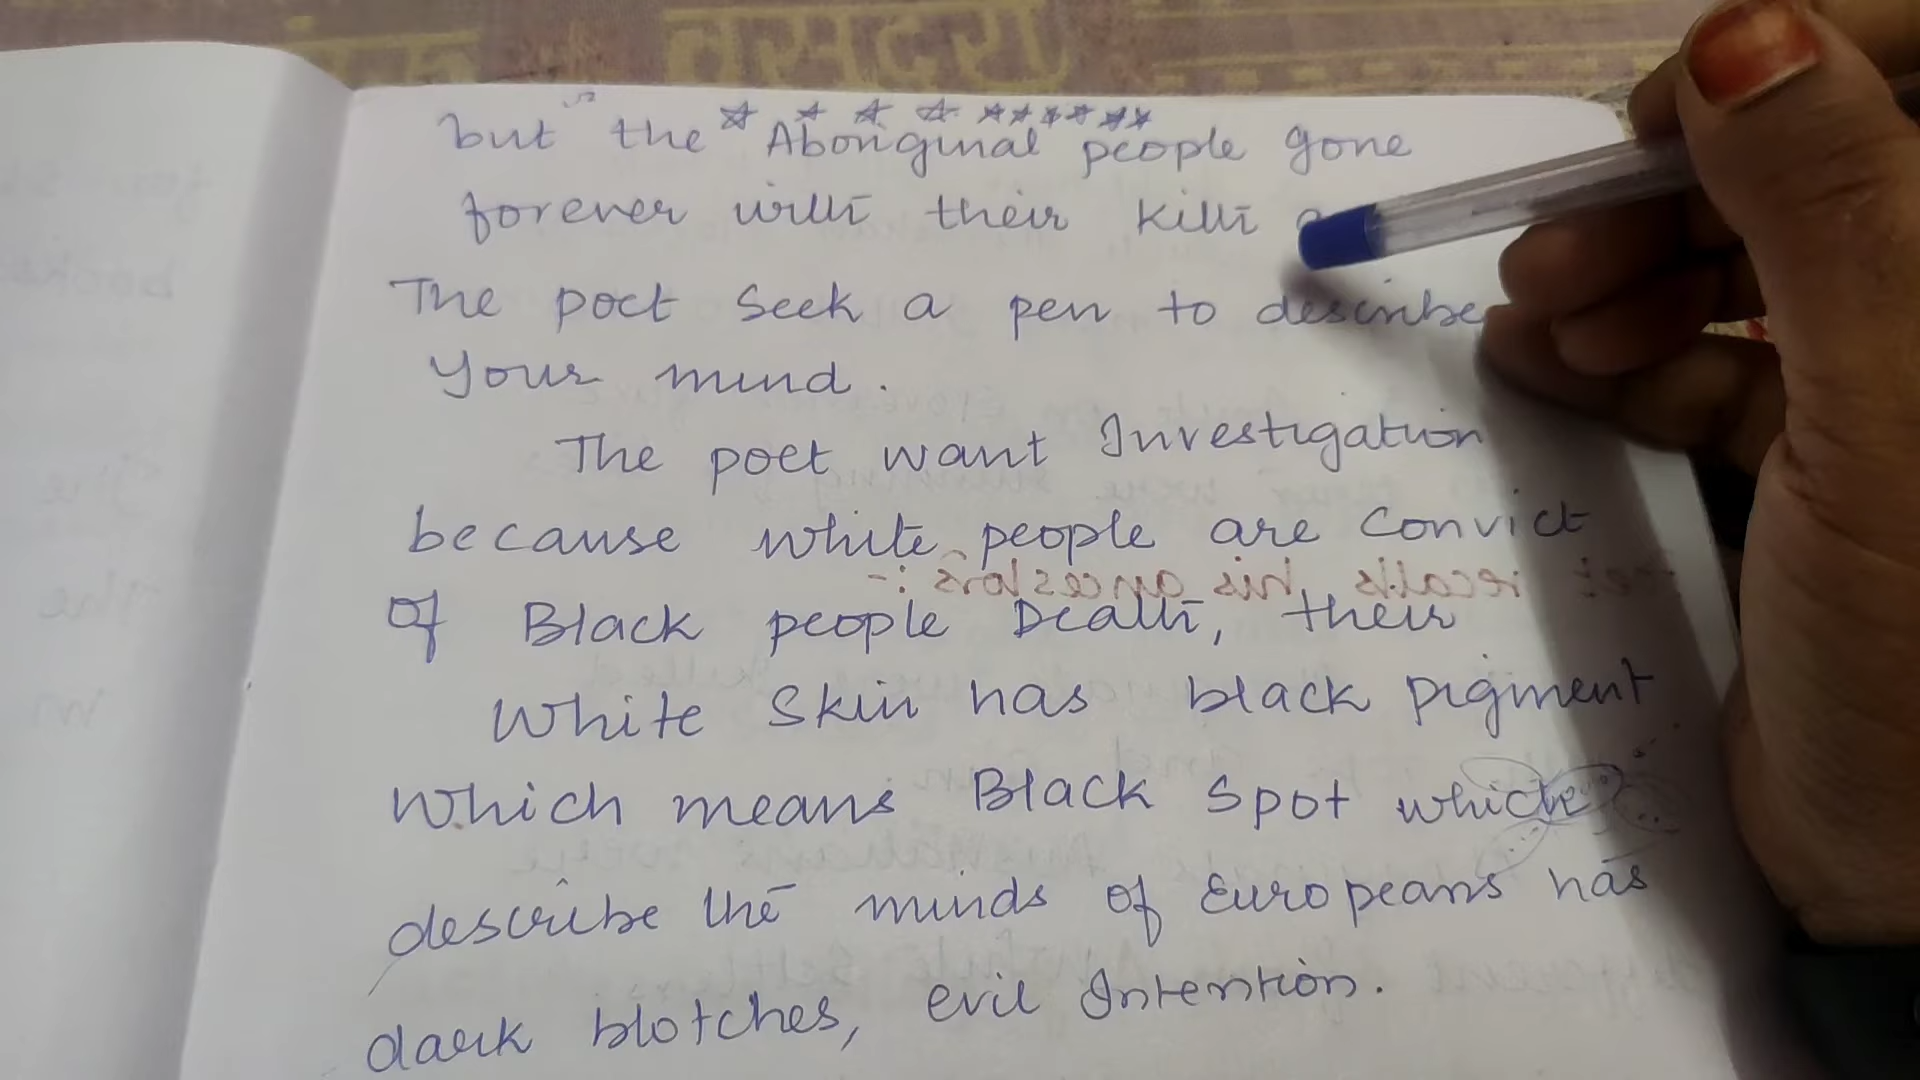 but the Aboriginal people gone
forever with their kith
The poet Seek a pen to describe
your mind.
The poet want Investigation
because white people are convict
of Black people Death, their
White Skin has black pigment
Which means Black Spot which
describe the minds of Europeans has
dark blotches, evil Intention.